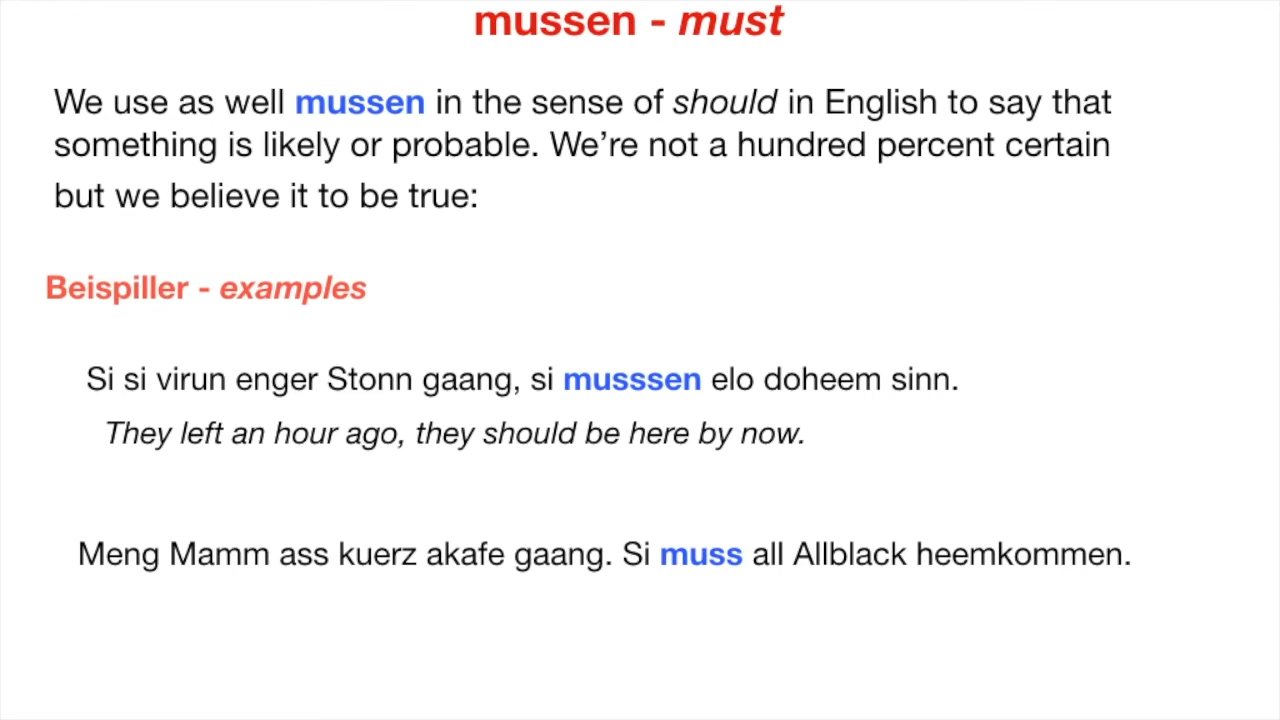 mussen - must
We use as well mussen in the sense of should in English to say that
something is likely or probable. We’re not a hundred percent certain
but we believe it to be true:
Beispiller - examples
Si si virun enger Stonn gaang, si musssen elo doheem sinn.
They left an hour ago, they should be here by now.
Meng Mamm ass kuerz akafe gaang. Si muss all Allblack heemkommen.